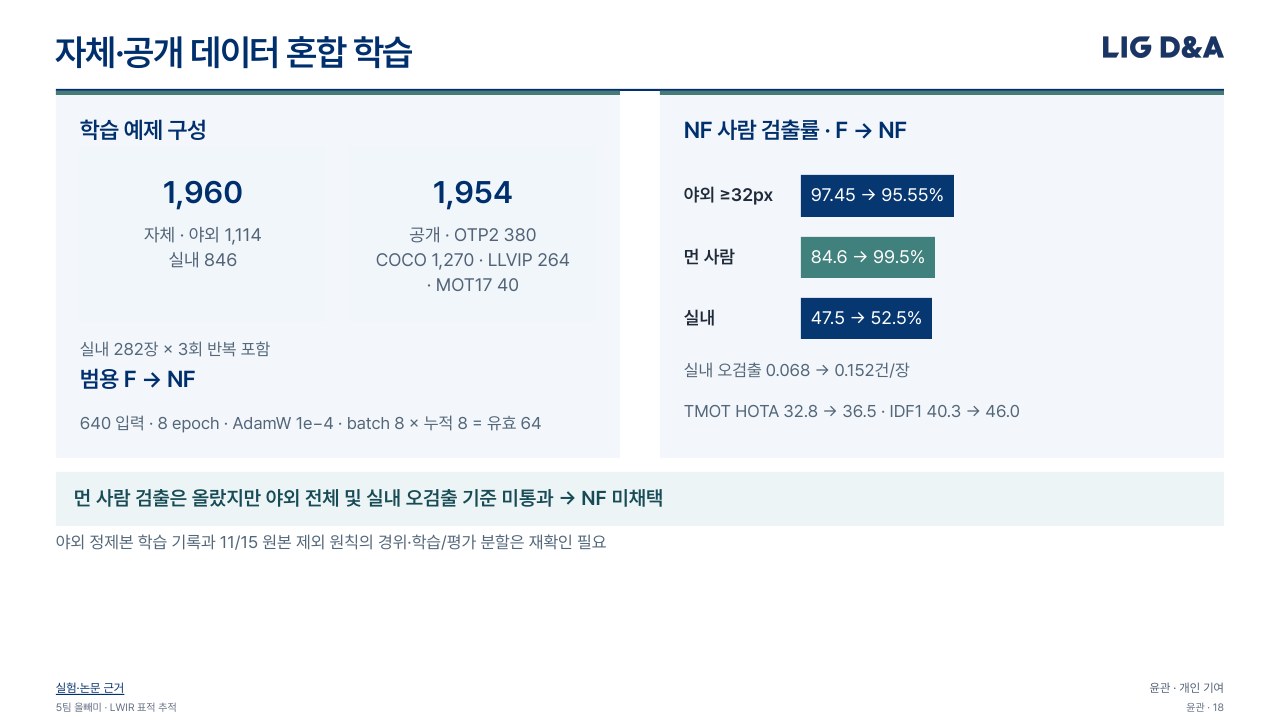 자체·공개 데이터 혼합 학습
LIG D&A
학습 예제 구성
1,960
자체 · 야외 1,114
실내 846
1,954
공개 · OTP2 380
COCO 1,270 · LLVIP 264
· MOT17 40
실내 282장 × 3회 반복 포함
범용 F → NF
640 입력 · 8 epoch · AdamW 1e−4 · batch 8 × 누적 8 = 유효 64
NF 사람 검출률 · F → NF
야외 ≥32px
97.45 → 95.55%
먼 사람
84.6 → 99.5%
실내
47.5 → 52.5%
실내 오검출 0.068 → 0.152건/장
TMOT HOTA 32.8 → 36.5 · IDF1 40.3 → 46.0
먼 사람 검출은 올랐지만 야외 전체 및 실내 오검출 기준 미통과 → NF 미채택
야외 정제본 학습 기록과 11/15 원본 제외 원칙의 경위·학습/평가 분할은 재확인 필요
실험·논문 근거
5팀 올빼미 · LWIR 표적 추적
윤관 · 개인 기여
윤관 · 18